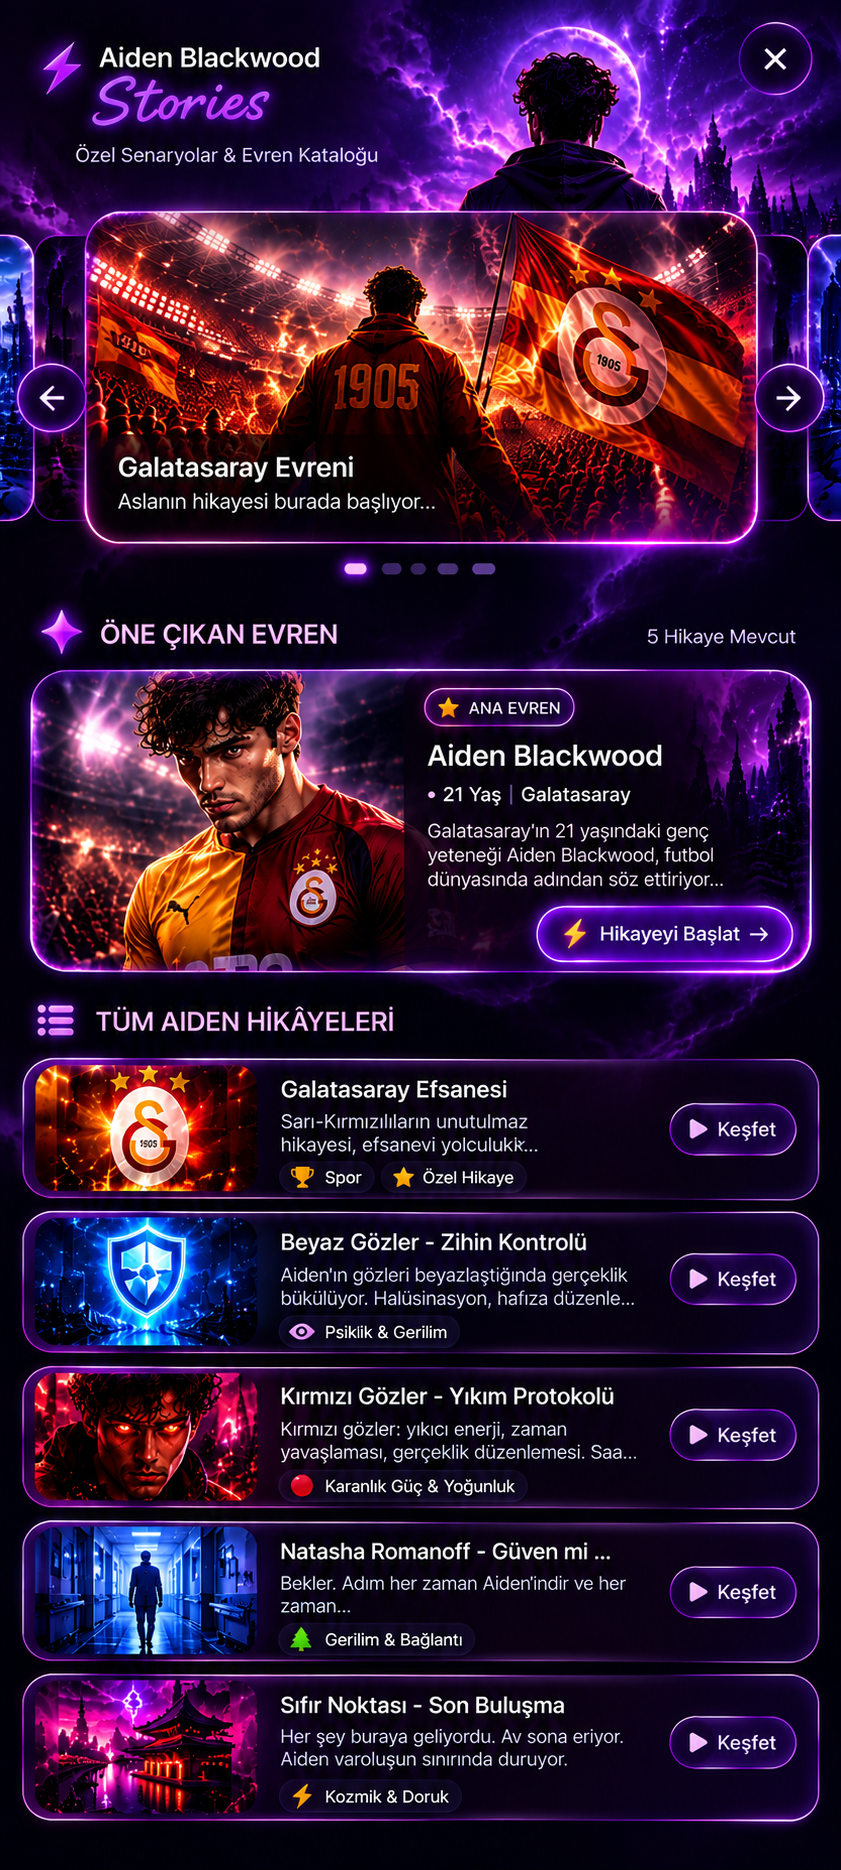 Aiden Blackwood
Stories
Özel Senaryolar & Evren Kataloğu
1905
1905
Galatasaray Evreni
Aslanın hikayesi burada başlıyor...
ÖNE ÇIKAN EVREN
5 Hikaye Mevcut
ANA EVREN
Aiden Blackwood
• 21 Yaş | Galatasaray
Galatasaray'ın 21 yaşındaki genç
yeteneği Aiden Blackwood, futbol
dünyasında adından söz ettiriyor...
Hikayeyi Başlat →
TÜM AIDEN HİKÂYELERİ
1905
Galatasaray Efsanesi
Sarı-Kırmızılıların unutulmaz
hikayesi, efsanevi yolculukk...
Spor
Özel Hikaye
Keşfet
Beyaz Gözler - Zihin Kontrolü
Aiden'ın gözleri beyazlaştiğında gerçeklik
bükülüyor. Halüsinasyon, hafıza düzenle...
Psiklik & Gerilim
Keşfet
Kırmızı Gözler - Yıkım Protokolü
Kırmızı gözler: yıkıcı enerji, zaman
yavaşlaması, gerçeklik düzenlemesi. Saa...
Karanlık Güç & Yoğunluk
Keşfet
Natasha Romanoff - Güven mi ...
Bekler. Adım her zaman Aiden'indir ve her
zaman...
Gerilim & Bağlantı
Keşfet
Sıfır Noktası - Son Buluşma
Her şey buraya geliyordu. Av sona eriyor.
Aiden varoluşun sınırında duruyor.
Kozmik & Doruk
Keşfet